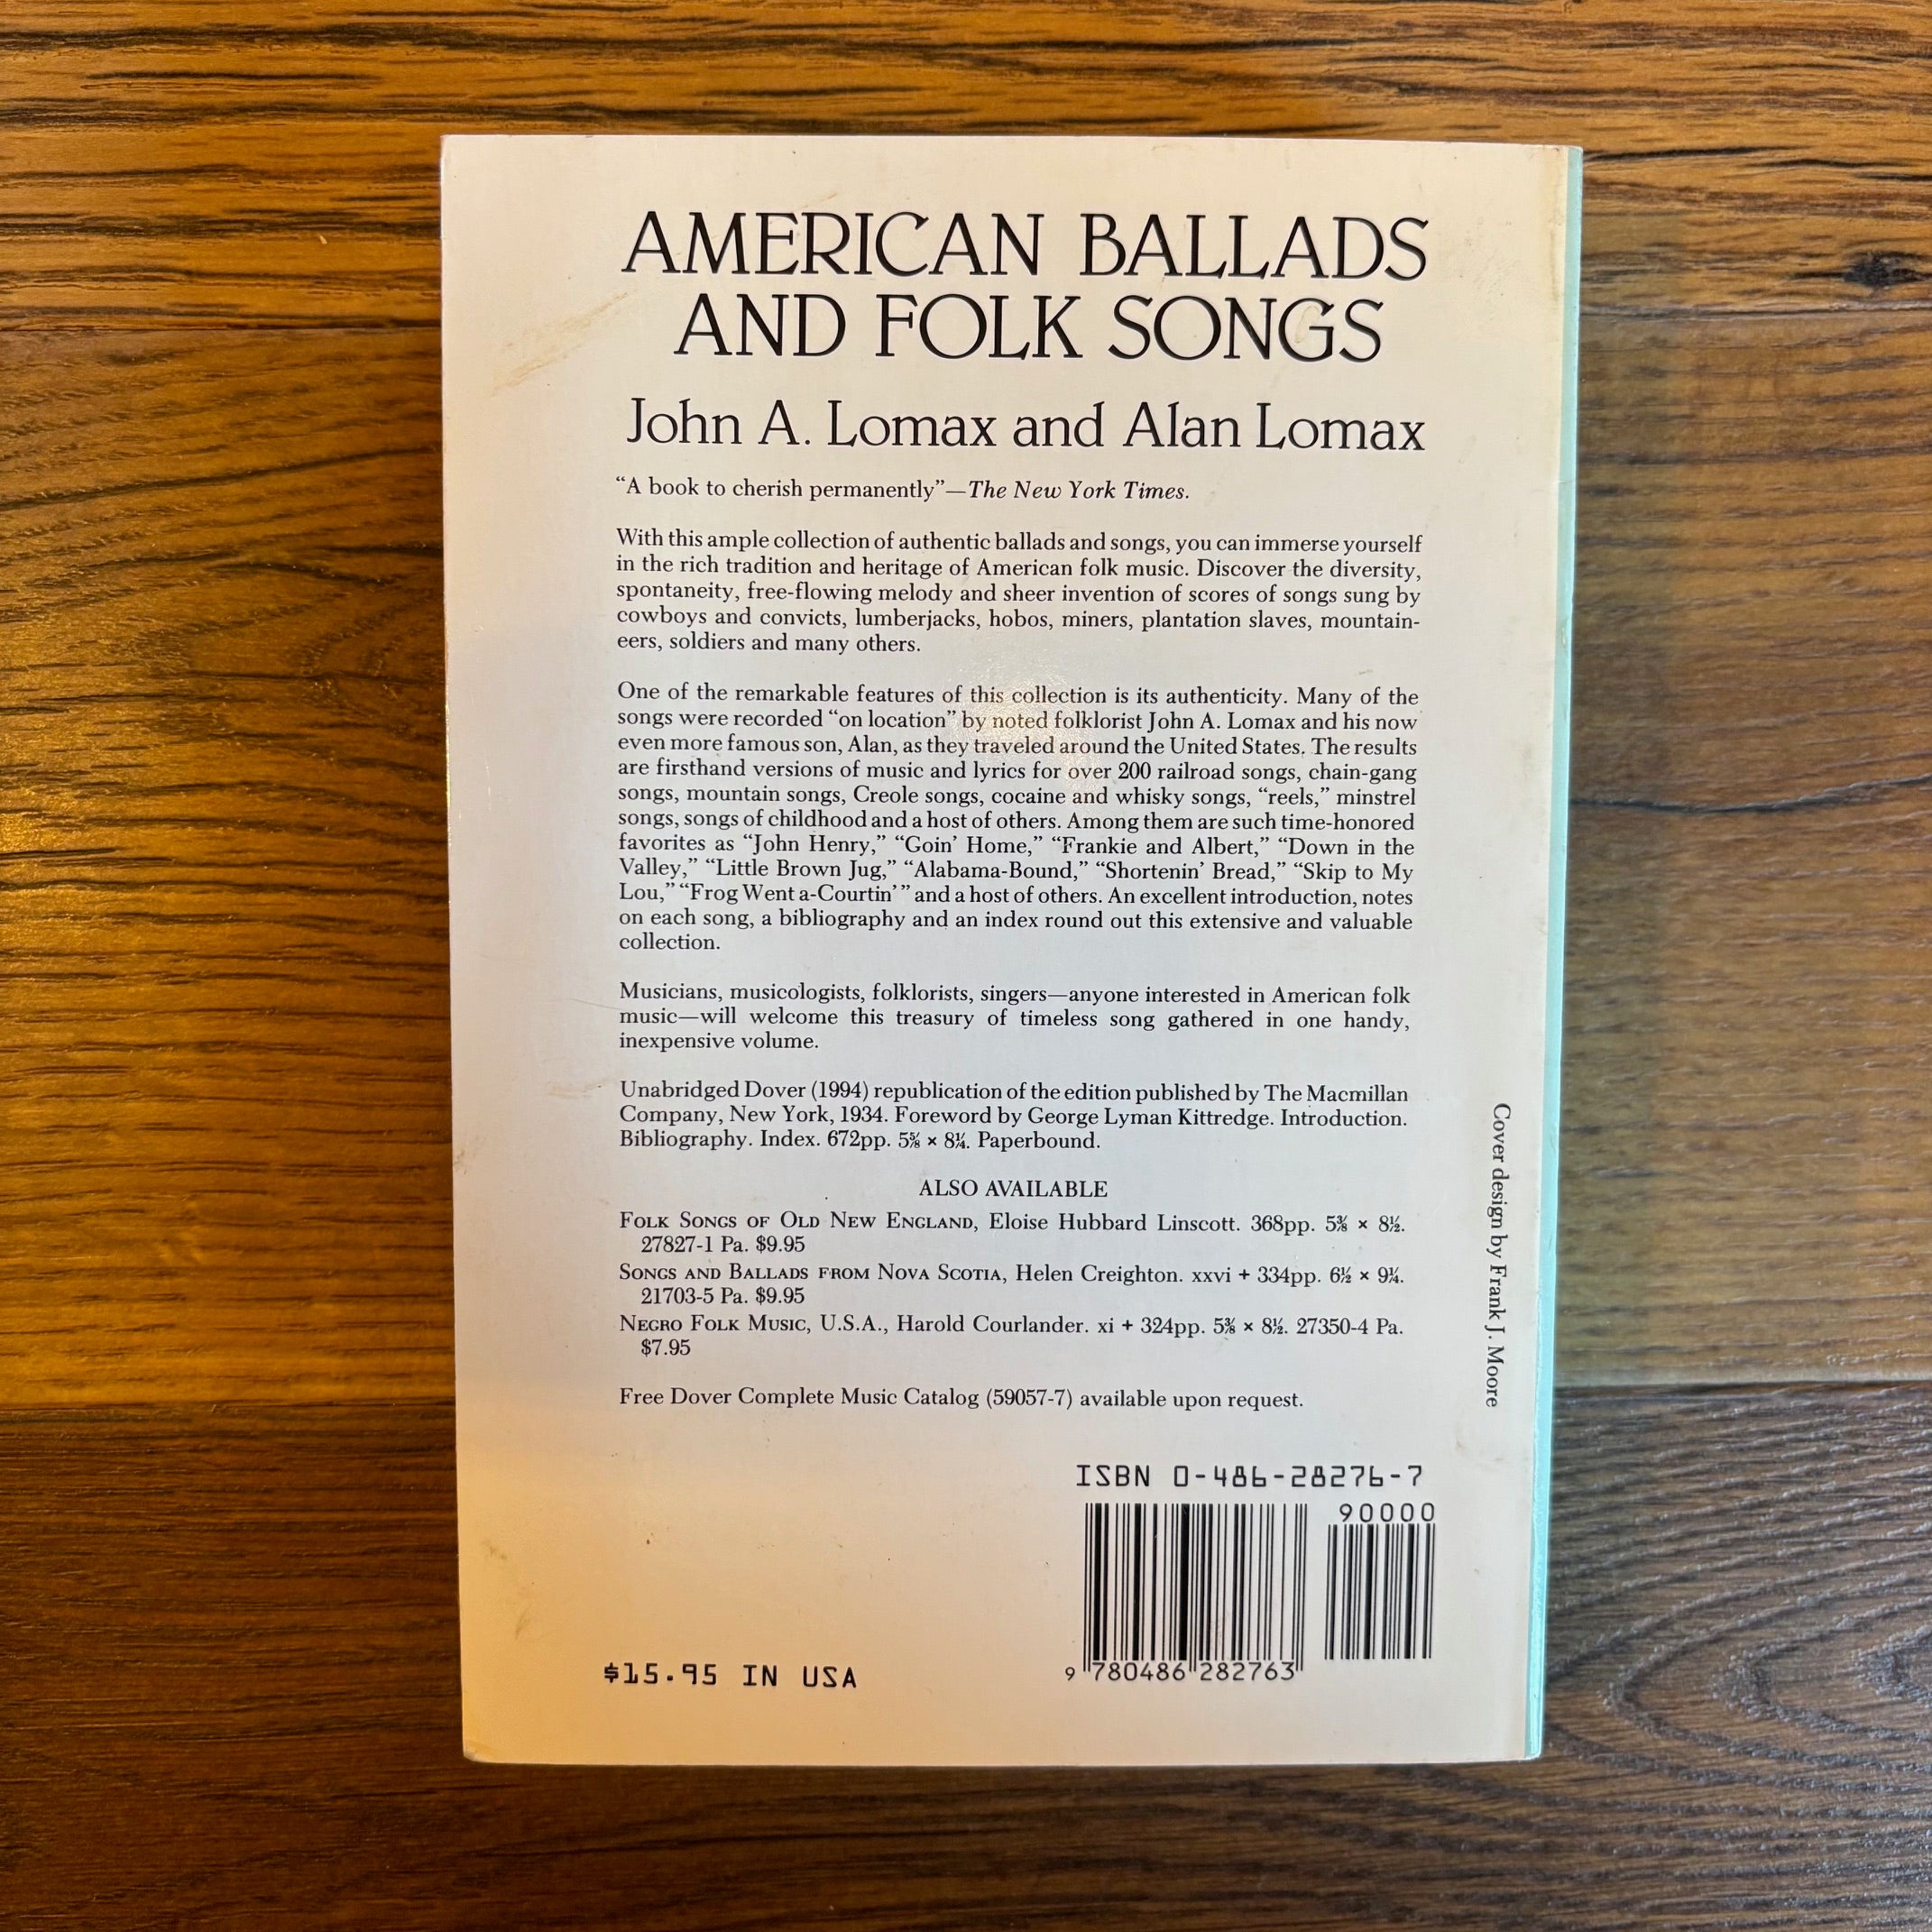 AMERICAN BALLADS
AND FOLK SONGS
John A. Lomax and Alan Lomax
“A book to cherish permanently”—The New York Times.
With this ample collection of authentic ballads and songs, you can immerse yourself
in the rich tradition and heritage of American folk music. Discover the diversity,
spontaneity, free-flowing melody and sheer invention of scores of songs sung by
cowboys and convicts, lumberjacks, hobos, miners, plantation slaves, mountain-
eers, soldiers and many others.
One of the remarkable features of this collection is its authenticity. Many of the
songs were recorded “on location” by noted folklorist John A. Lomax and his now
even more famous son, Alan, as they traveled around the United States. The results
are firsthand versions of music and lyrics for over 200 railroad songs, chain-gang
songs, mountain songs, Creole songs, cocaine and whisky songs, “reels,” minstrel
songs, songs of childhood and a host of others. Among them are such time-honored
favorites as “John Henry,” “Goin’ Home,” “Frankie and Albert,” “Down in the
Valley,” “Little Brown Jug,” “Alabama-Bound,” “Shortenin’ Bread,” “Skip to My
Lou,” “Frog Went a-Courtin’” and a host of others. An excellent introduction, notes
on each song, a bibliography and an index round out this extensive and valuable
collection.
Musicians, musicologists, folklorists, singers—anyone interested in American folk
music—will welcome this treasury of timeless song gathered in one handy,
inexpensive volume.
Unabridged Dover (1994) republication of the edition published by The Macmillan
Company, New York, 1934. Foreword by George Lyman Kittredge. Introduction.
Bibliography. Index. 672pp. 5⅝ × 8¼. Paperbound.
ALSO AVAILABLE
FOLK SONGS OF OLD NEW ENGLAND, Eloise Hubbard Linscott. 368pp. 5⅜ × 8½.
27827-1 Pa. $9.95
SONGS AND BALLADS FROM NOVA SCOTIA, Helen Creighton. xxvi + 334pp. 6½ × 9¼.
21703-5 Pa. $9.95
NEGRO FOLK MUSIC, U.S.A., Harold Courlander. xi + 324pp. 5⅜ × 8½. 27350-4 Pa.
$7.95
Free Dover Complete Music Catalog (59057-7) available upon request.
Cover design by Frank J. Moore
ISBN 0-486-28276-7
90000
9 780486 282763
$15.95 IN USA